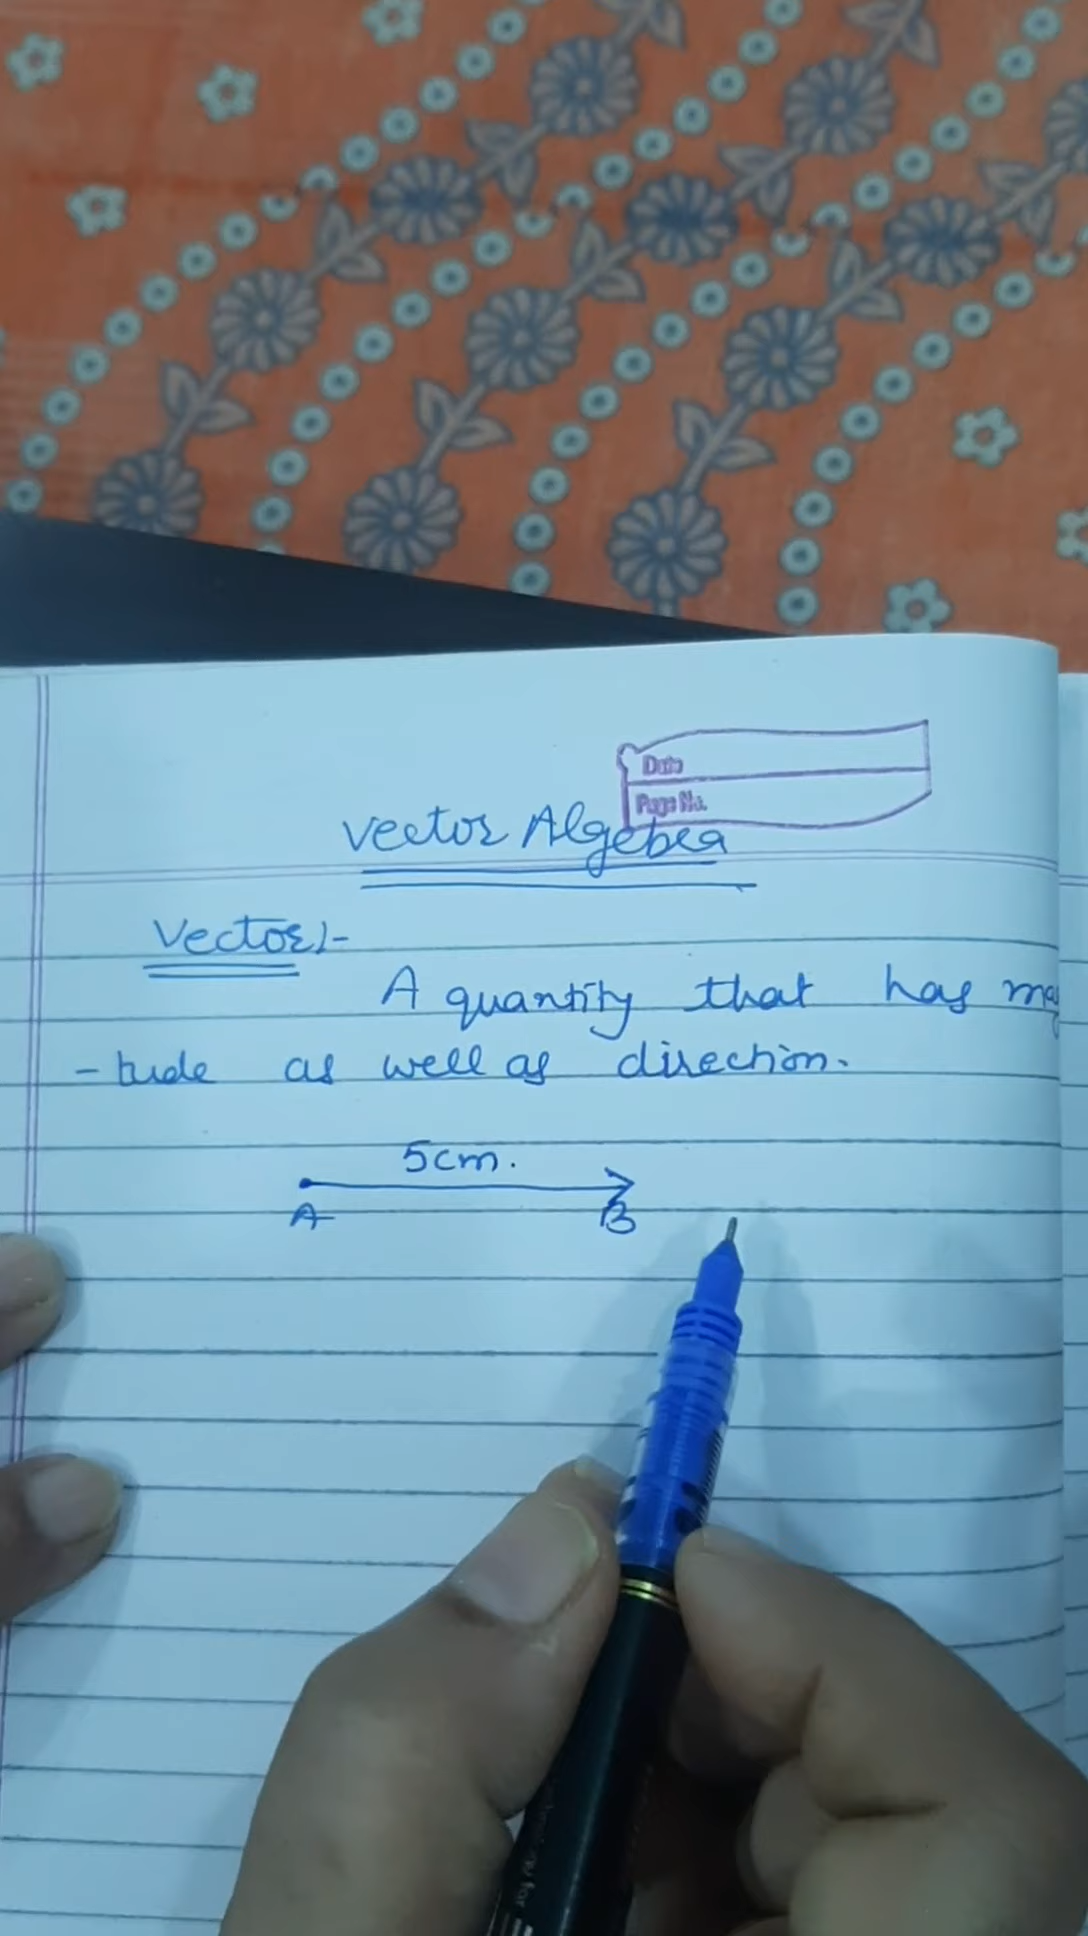 Date
Page No.
Vector Algebra
Vector:-
A quantity that has mag
-tude as well as direction.
5cm.
A B